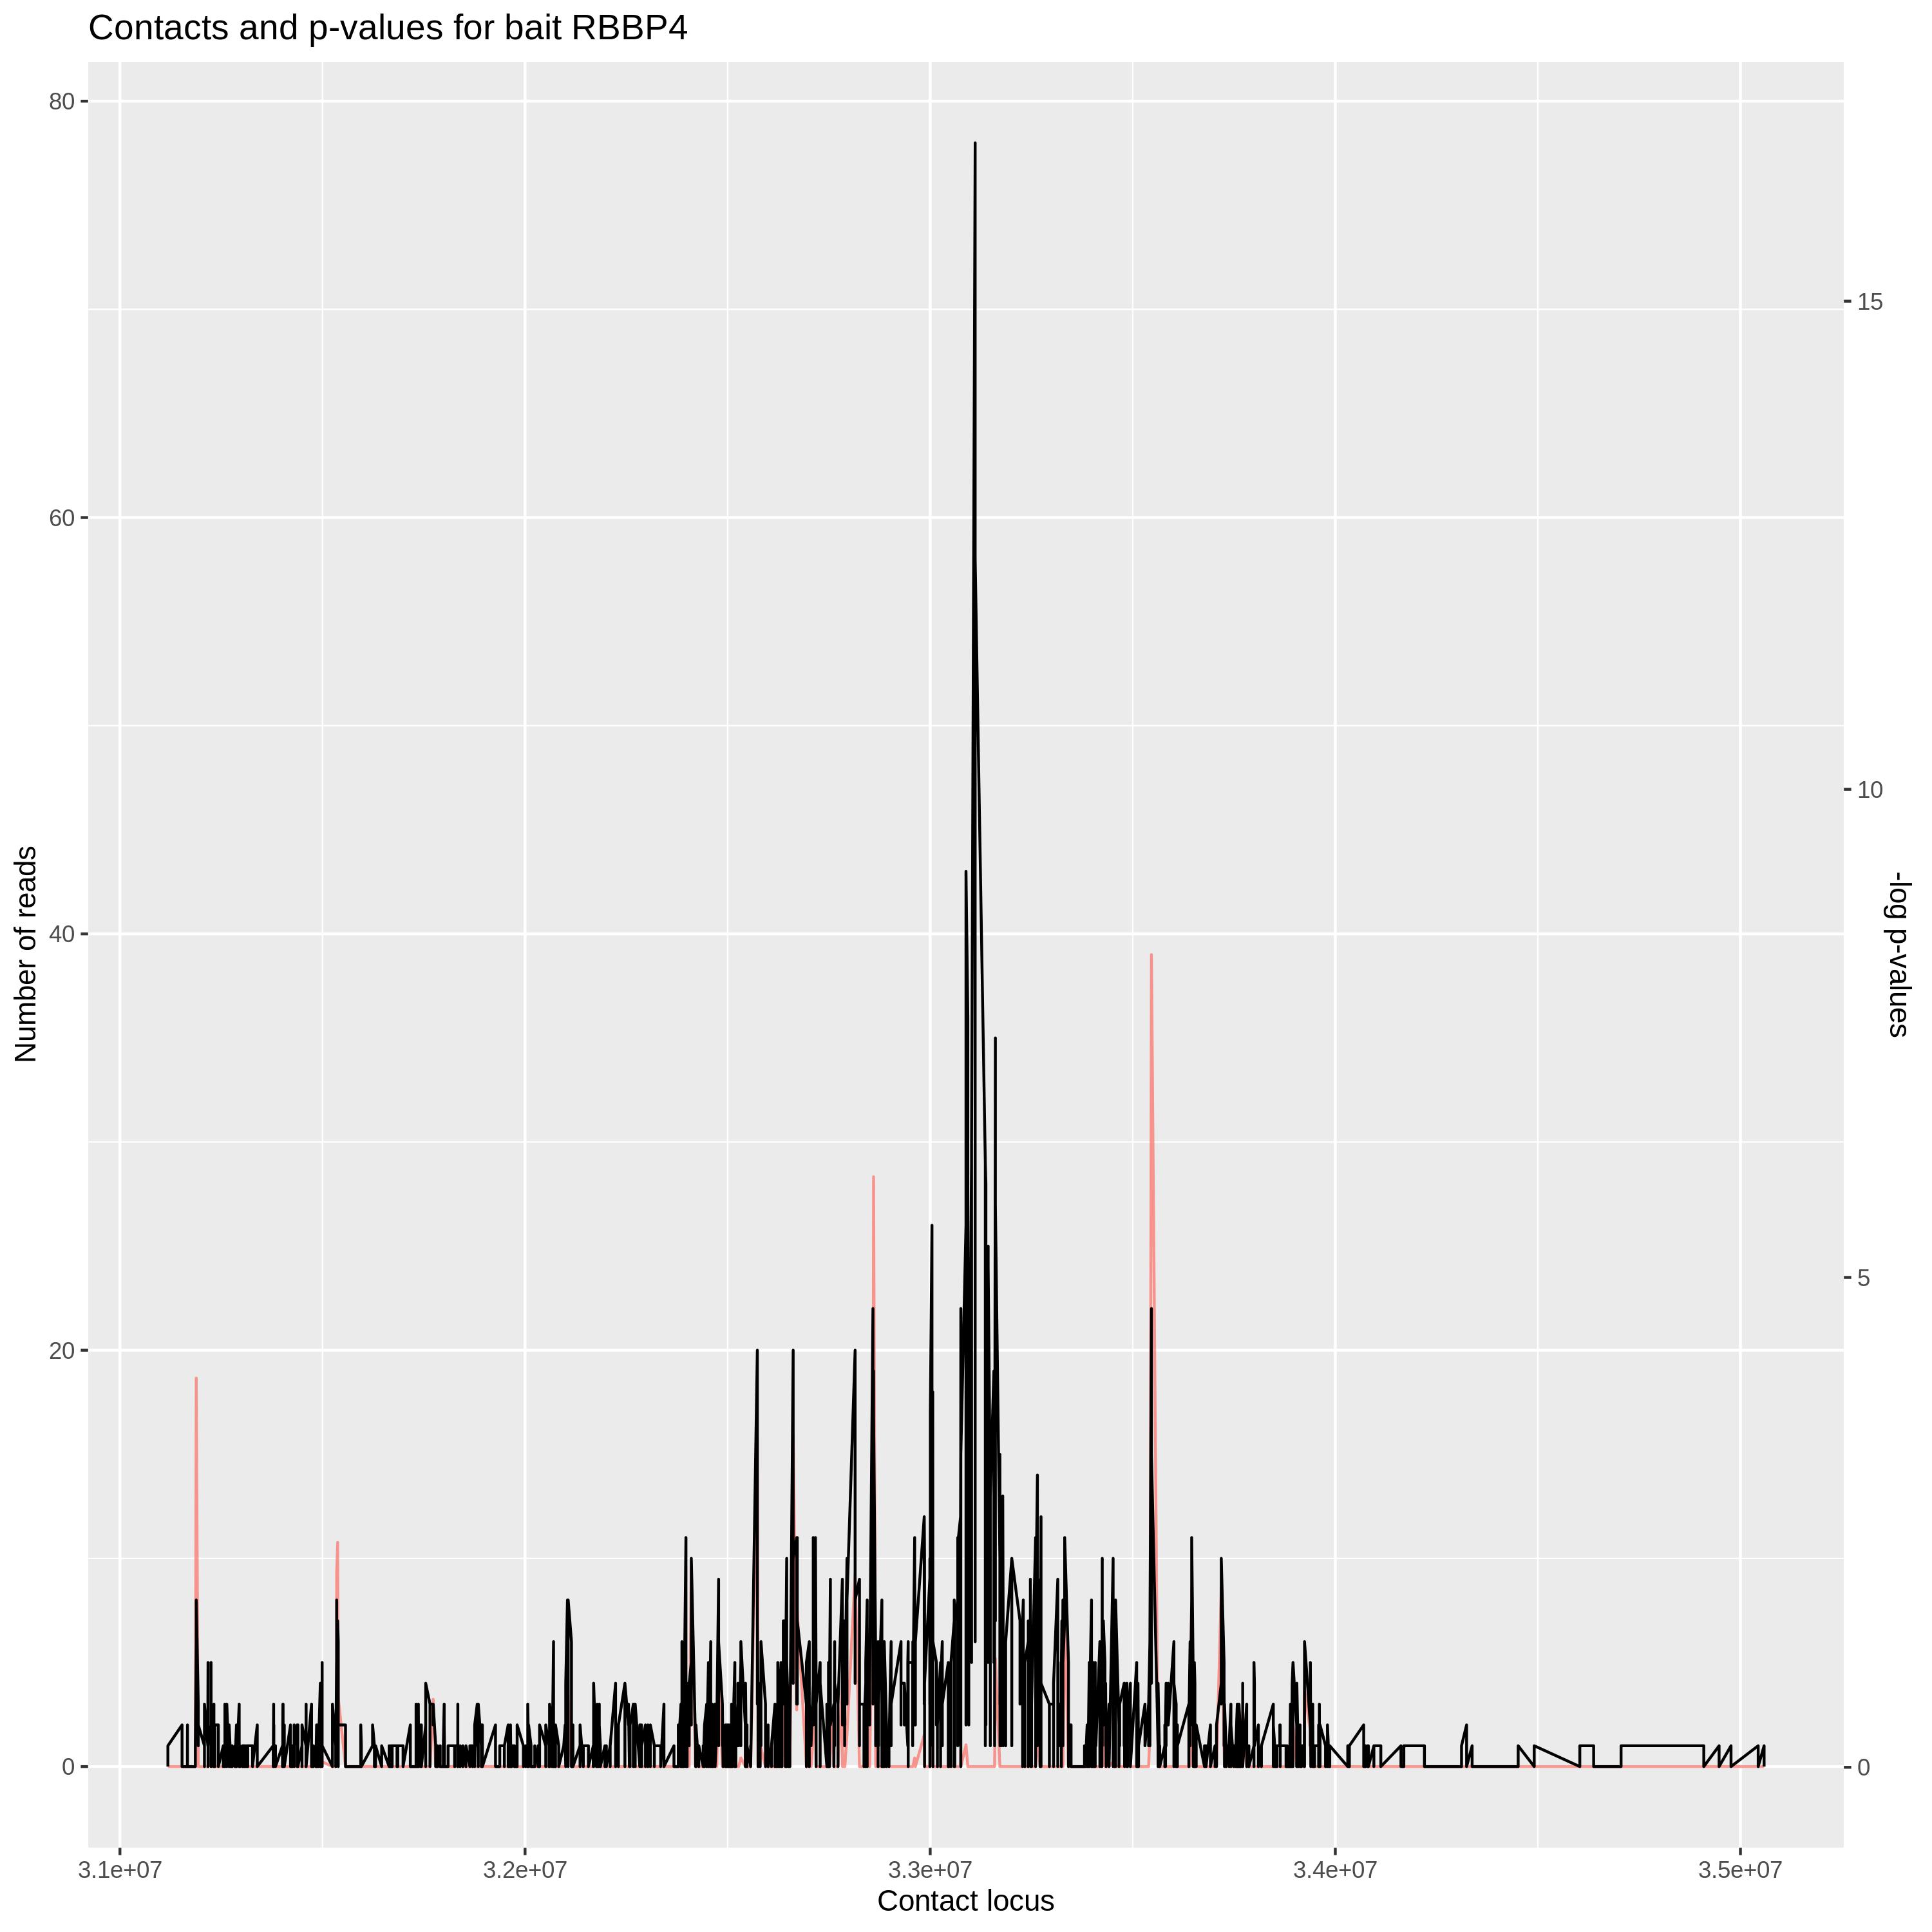 Contacts and p-values for bait RBBP4
80
60
40
20
0
Number of reads
15
10
5
0
-log p-values
3.1e+07
3.2e+07
3.3e+07
3.4e+07
3.5e+07
Contact locus